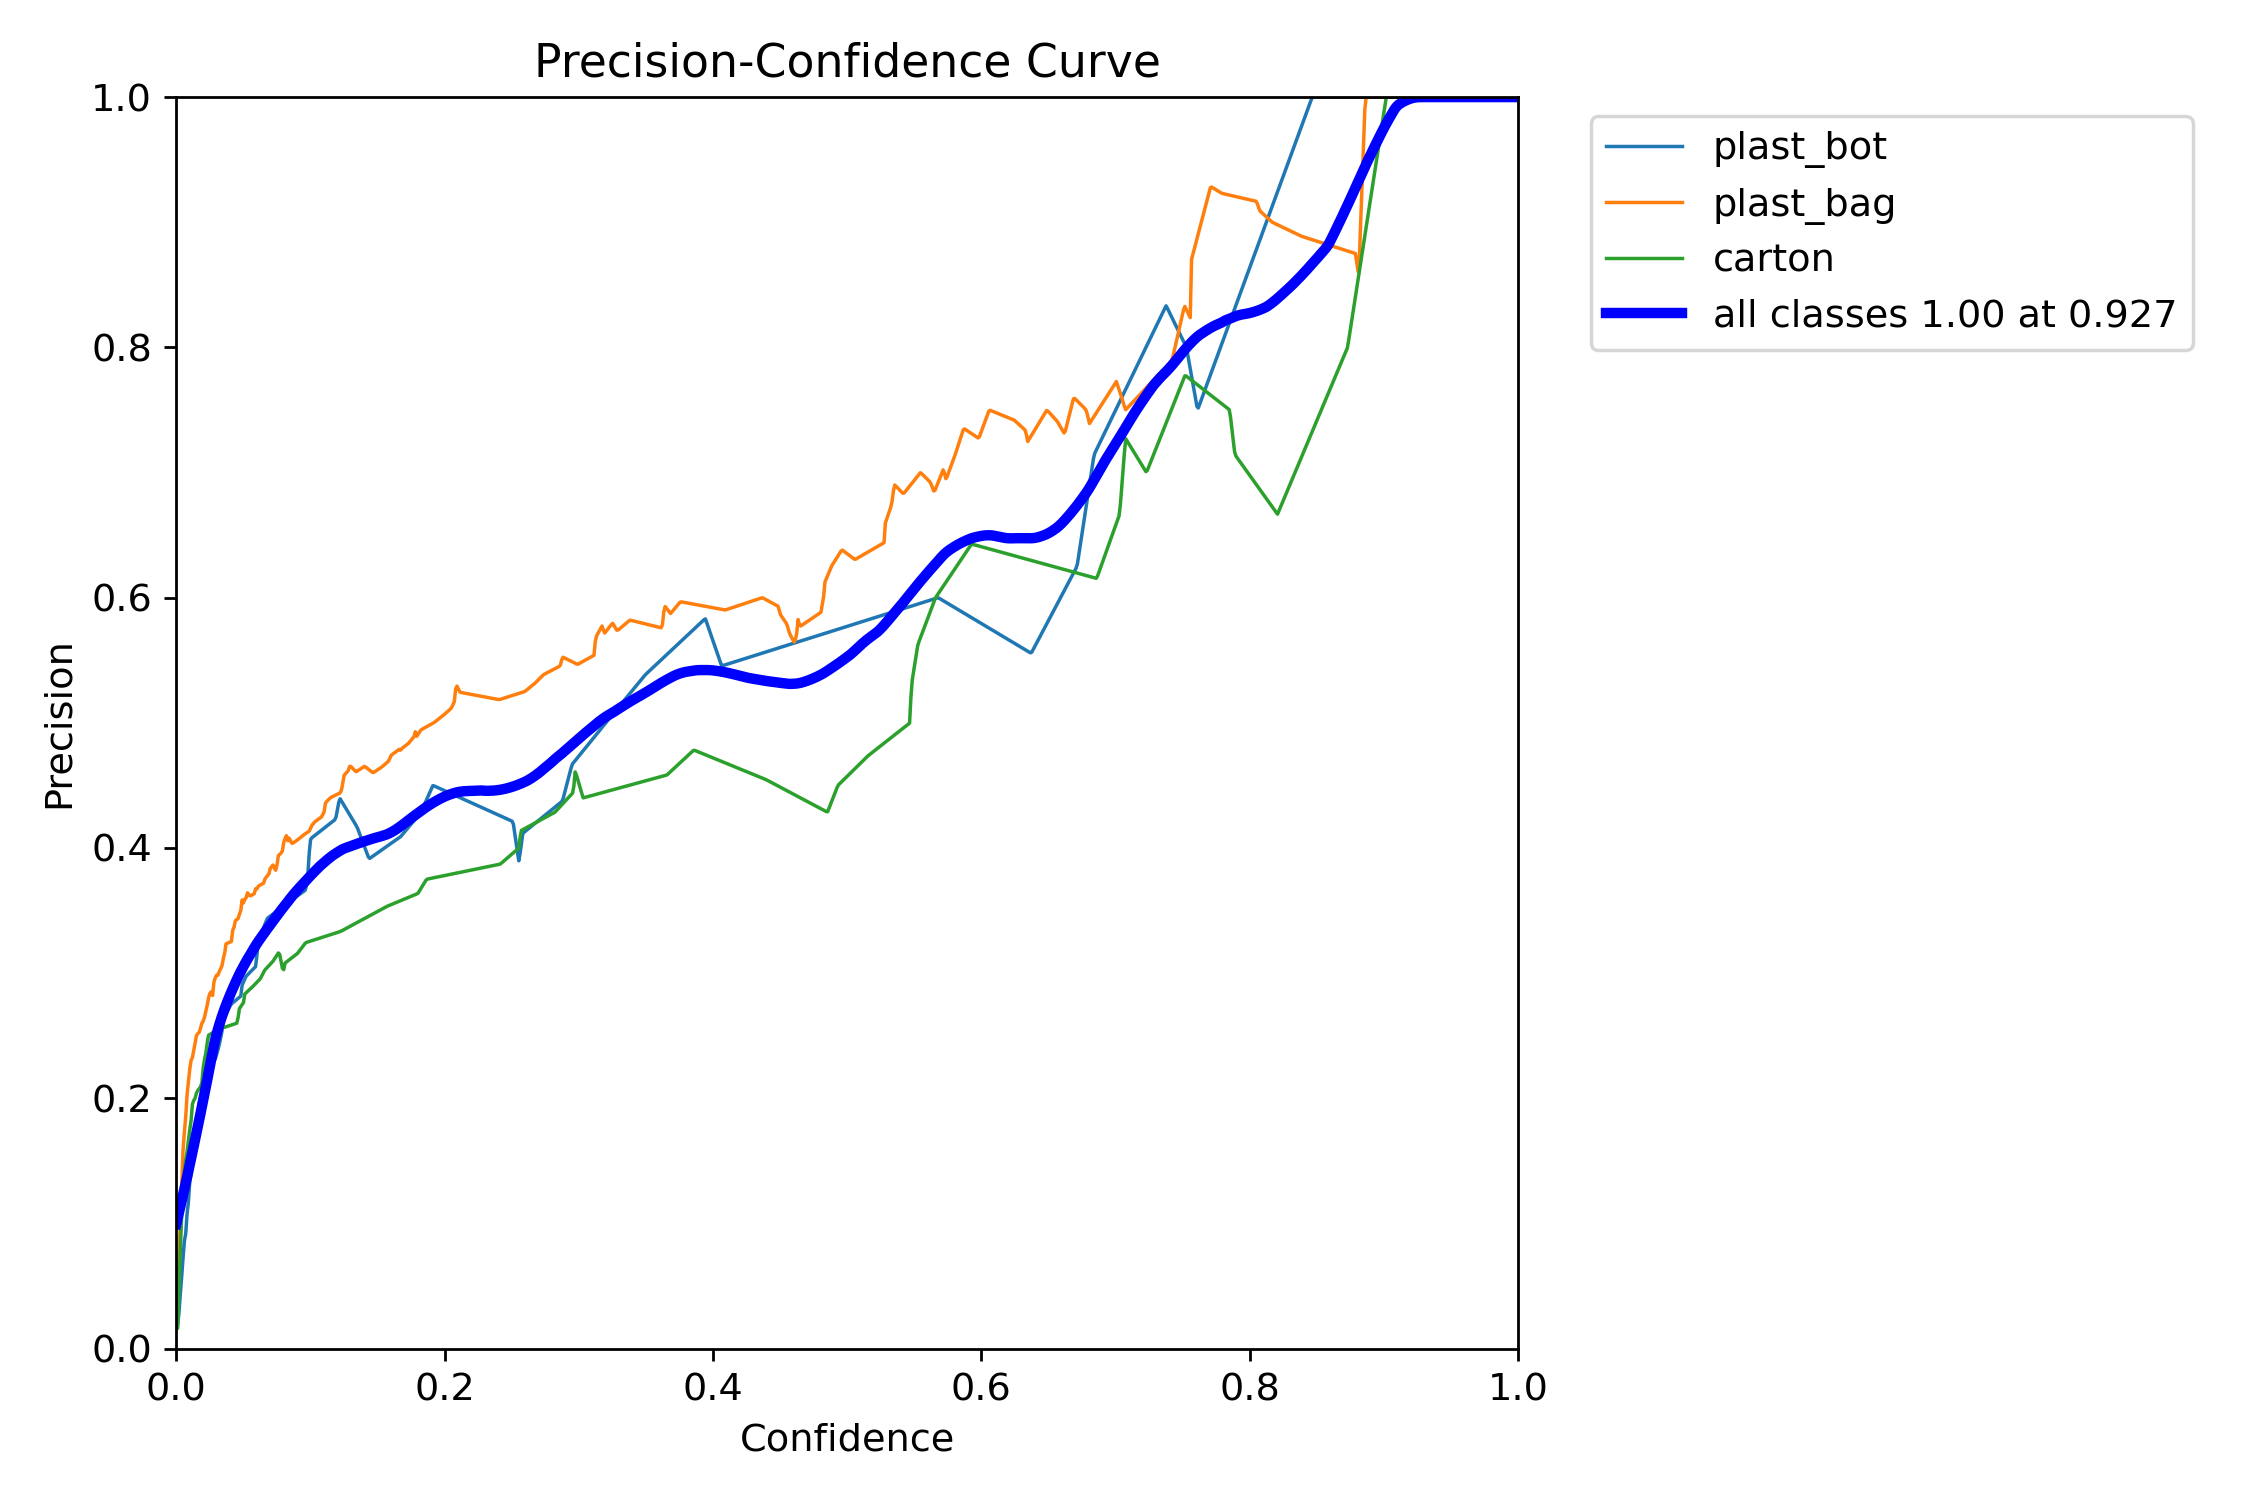 Precision-Confidence Curve
1.0
0.8
0.6
0.4
0.2
0.0
Precision
0.0 0.2 0.4 0.6 0.8 1.0
Confidence
plast_bot
plast_bag
carton
all classes 1.00 at 0.927